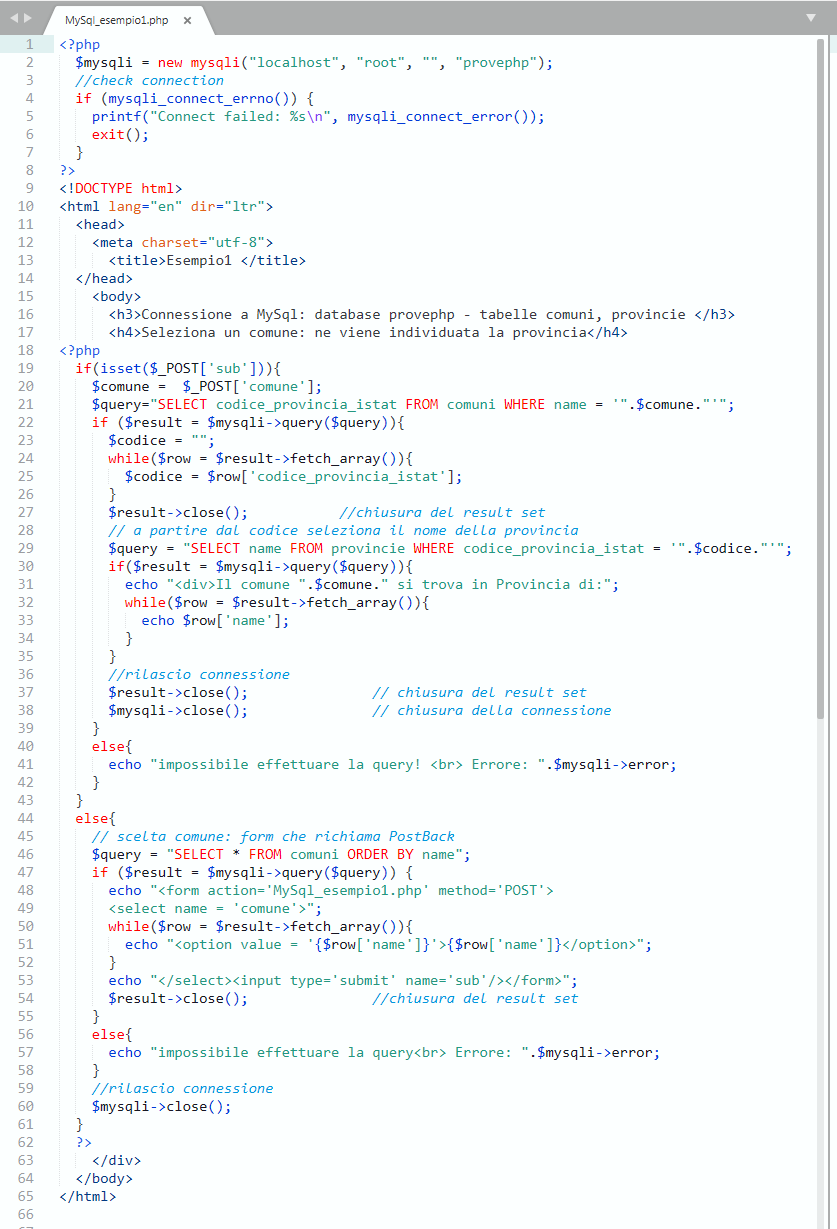 MySql_esempio1.php ×
1 <?php
2 $mysqli = new mysqli("localhost", "root", "", "provephp");
3 //check connection
4 if (mysqli_connect_errno()) {
5 printf("Connect failed: %s\n", mysqli_connect_error());
6 exit();
7 }
8 ?>
9 <!DOCTYPE html>
10 <html lang="en" dir="ltr">
11 <head>
12 <meta charset="utf-8">
13 <title>Esempio1 </title>
14 </head>
15 <body>
16 <h3>Connessione a MySql: database provephp - tabelle comuni, provincie </h3>
17 <h4>Seleziona un comune: ne viene individuata la provincia</h4>
18 <?php
19 if(isset($_POST['sub'])){
20 $comune =  $_POST['comune'];
21 $query="SELECT codice_provincia_istat FROM comuni WHERE name = '".$comune."'";
22 if ($result = $mysqli->query($query)){
23 $codice = "";
24 while($row = $result->fetch_array()){
25 $codice = $row['codice_provincia_istat'];
26 }
27 $result->close(); //chiusura del result set
28 // a partire dal codice seleziona il nome della provincia
29 $query = "SELECT name FROM provincie WHERE codice_provincia_istat = '".$codice."'";
30 if($result = $mysqli->query($query)){
31 echo "<div>Il comune ".$comune." si trova in Provincia di:";
32 while($row = $result->fetch_array()){
33 echo $row['name'];
34 }
35 }
36 //rilascio connessione
37 $result->close(); // chiusura del result set
38 $mysqli->close(); // chiusura della connessione
39 }
40 else{
41 echo "impossibile effettuare la query! <br> Errore: ".$mysqli->error;
42 }
43 }
44 else{
45 // scelta comune: form che richiama PostBack
46 $query = "SELECT * FROM comuni ORDER BY name";
47 if ($result = $mysqli->query($query)) {
48 echo "<form action='MySql_esempio1.php' method='POST'>
49 <select name = 'comune'>";
50 while($row = $result->fetch_array()){
51 echo "<option value = '{$row['name']}'>{$row['name']}</option>";
52 }
53 echo "</select><input type='submit' name='sub'/></form>";
54 $result->close(); //chiusura del result set
55 }
56 else{
57 echo "impossibile effettuare la query<br> Errore: ".$mysqli->error;
58 }
59 //rilascio connessione
60 $mysqli->close();
61 }
62 ?>
63 </div>
64 </body>
65 </html>
66